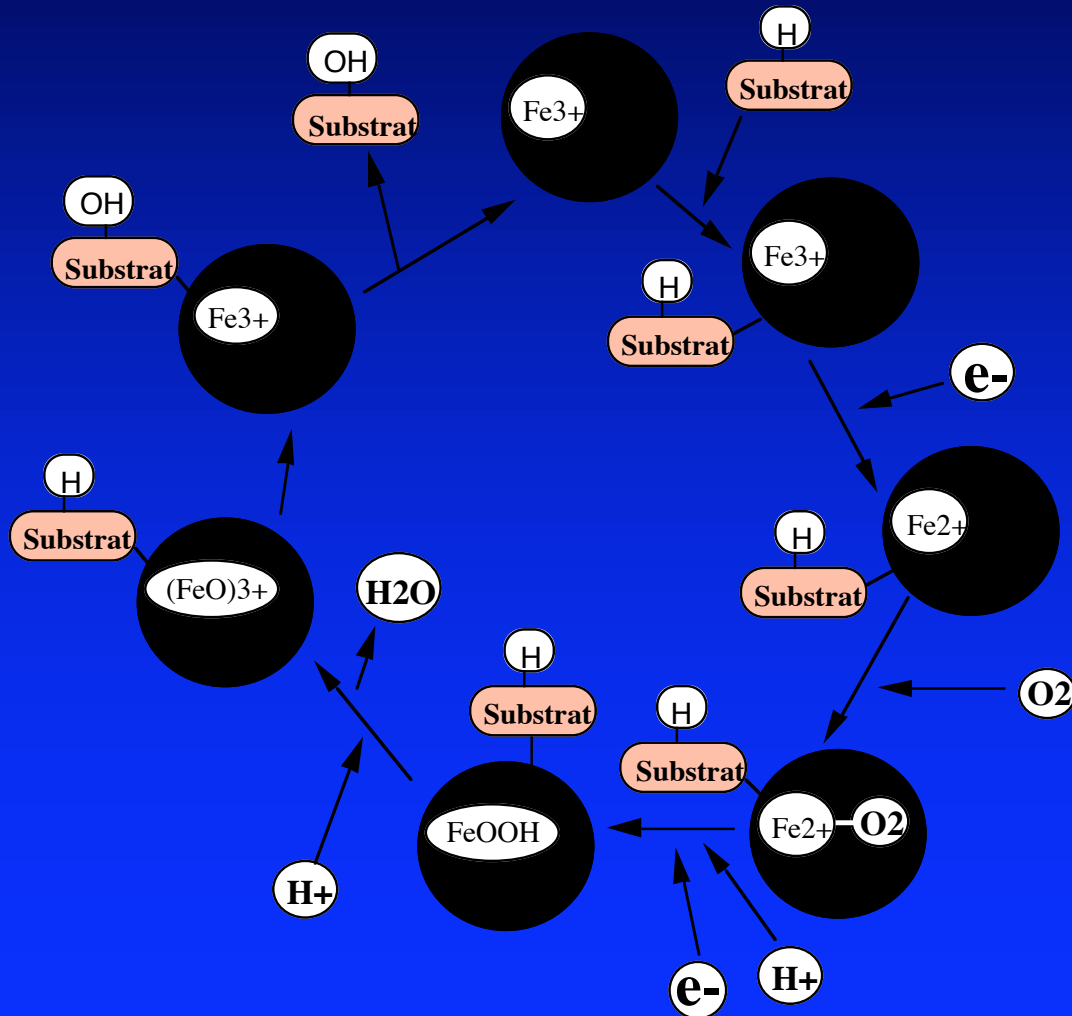 H
OH
Substrat
Substrat
Fe3+
OH
Substrat
Fe3+
H
Substrat
Fe3+
e-
H
Substrat
(FeO)3+
H2O
H
Substrat
Fe2+
H
Substrat
O2
H
Substrat
Fe2+
O2
FeOOH
H+
e-
H+